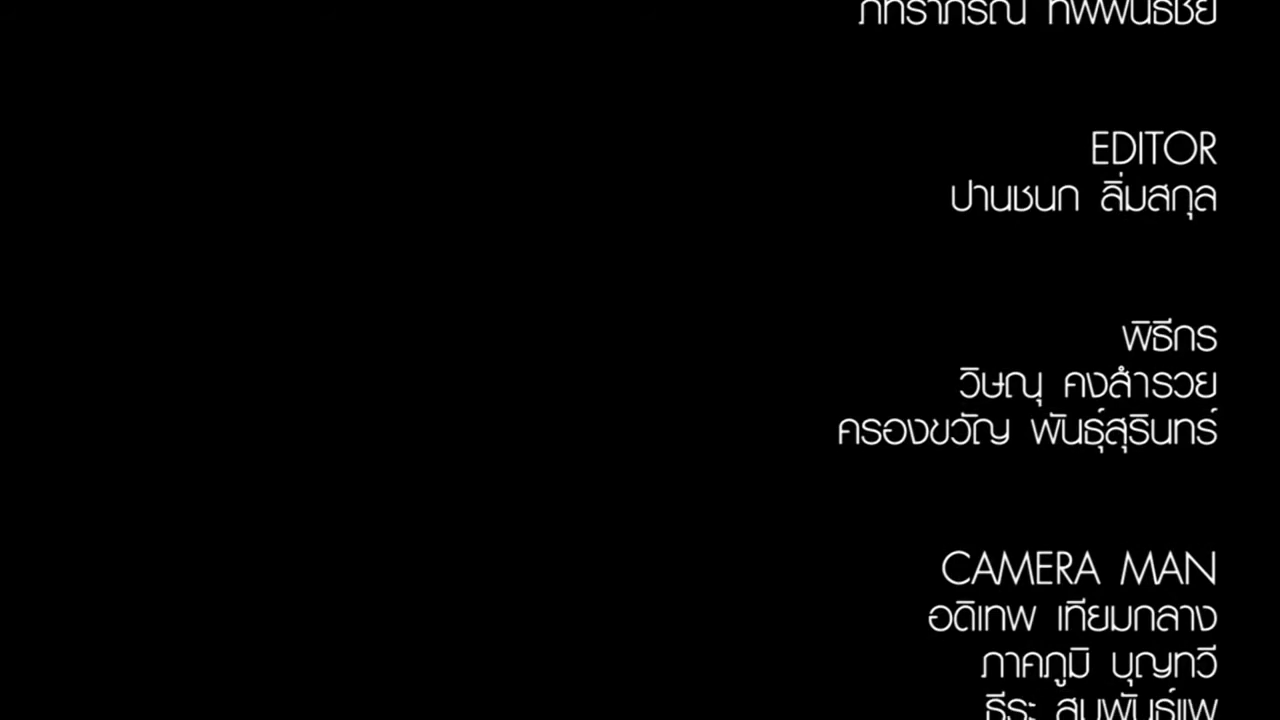 EDITOR
ปานชนก ลิ่มสกุล
พิธีกร
วิษณุ คงสำรวย
ครองขวัญ พันธุ์สุรินทร์
CAMERA MAN
อดิเทพ เทียมกลาง
ภาคภูมิ บุญทวี
ธีระ